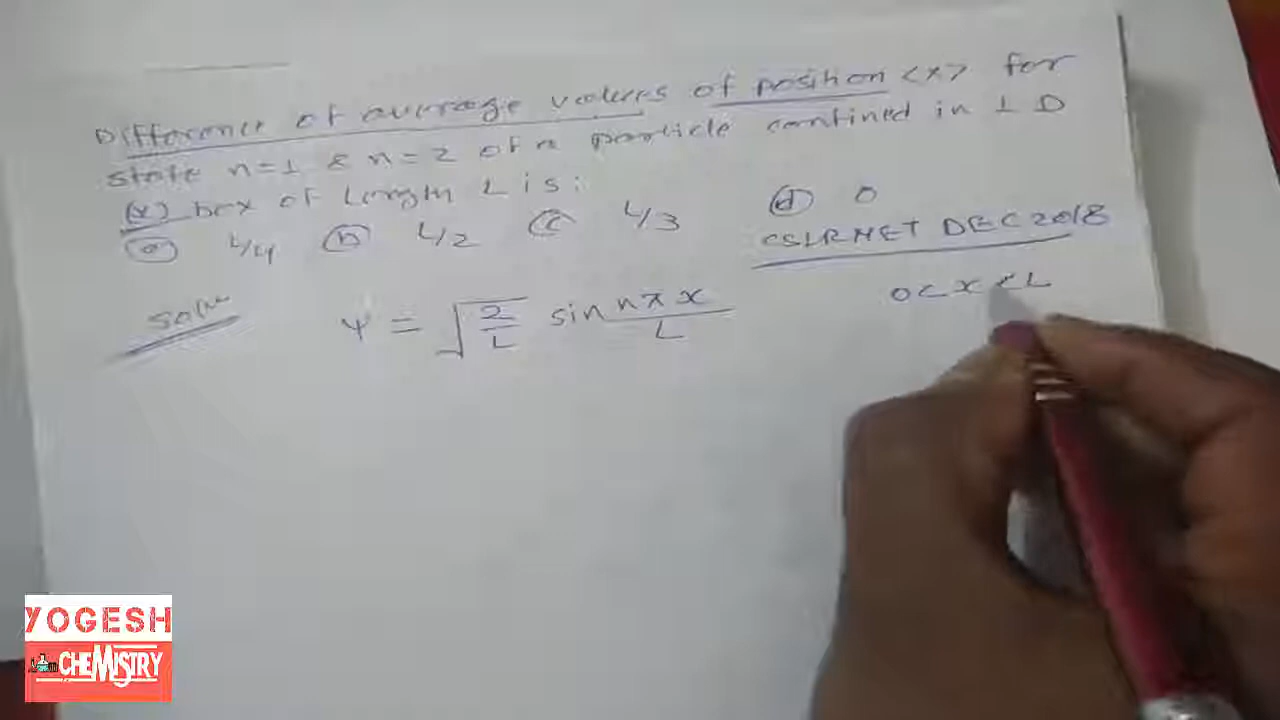 Difference of average values of position <x> for
state n=1 & n=2 of a particle confined in 1 D
(x) box of Length L is:
(a) L/4 (b) L/2 (c) L/3 (d) 0
CSIR NET DEC 2018
Soln
ψ = √2/L sin nπx/L 0<x<L
YOGESH
CHEMISTRY